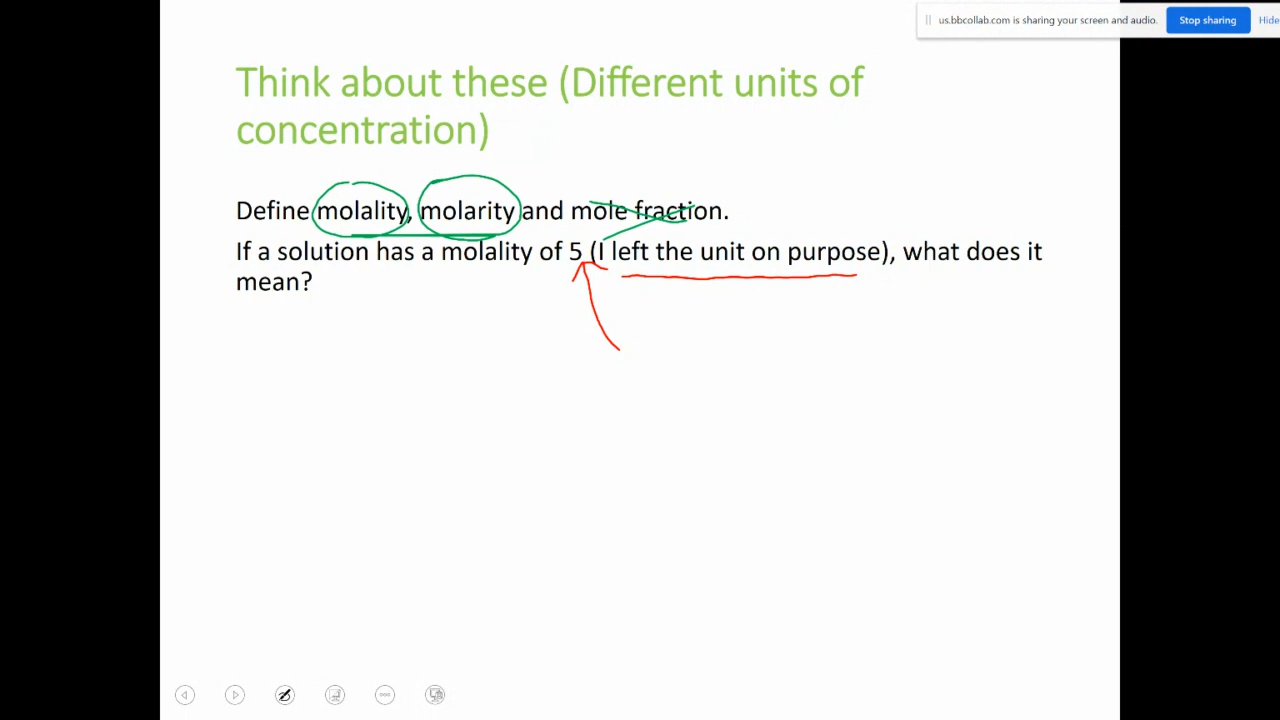 us.bbcollab.com is sharing your screen and audio. Stop sharing Hide
Think about these (Different units of
concentration)
Define molality, molarity and mole fraction.
If a solution has a molality of 5 (I left the unit on purpose), what does it
mean?